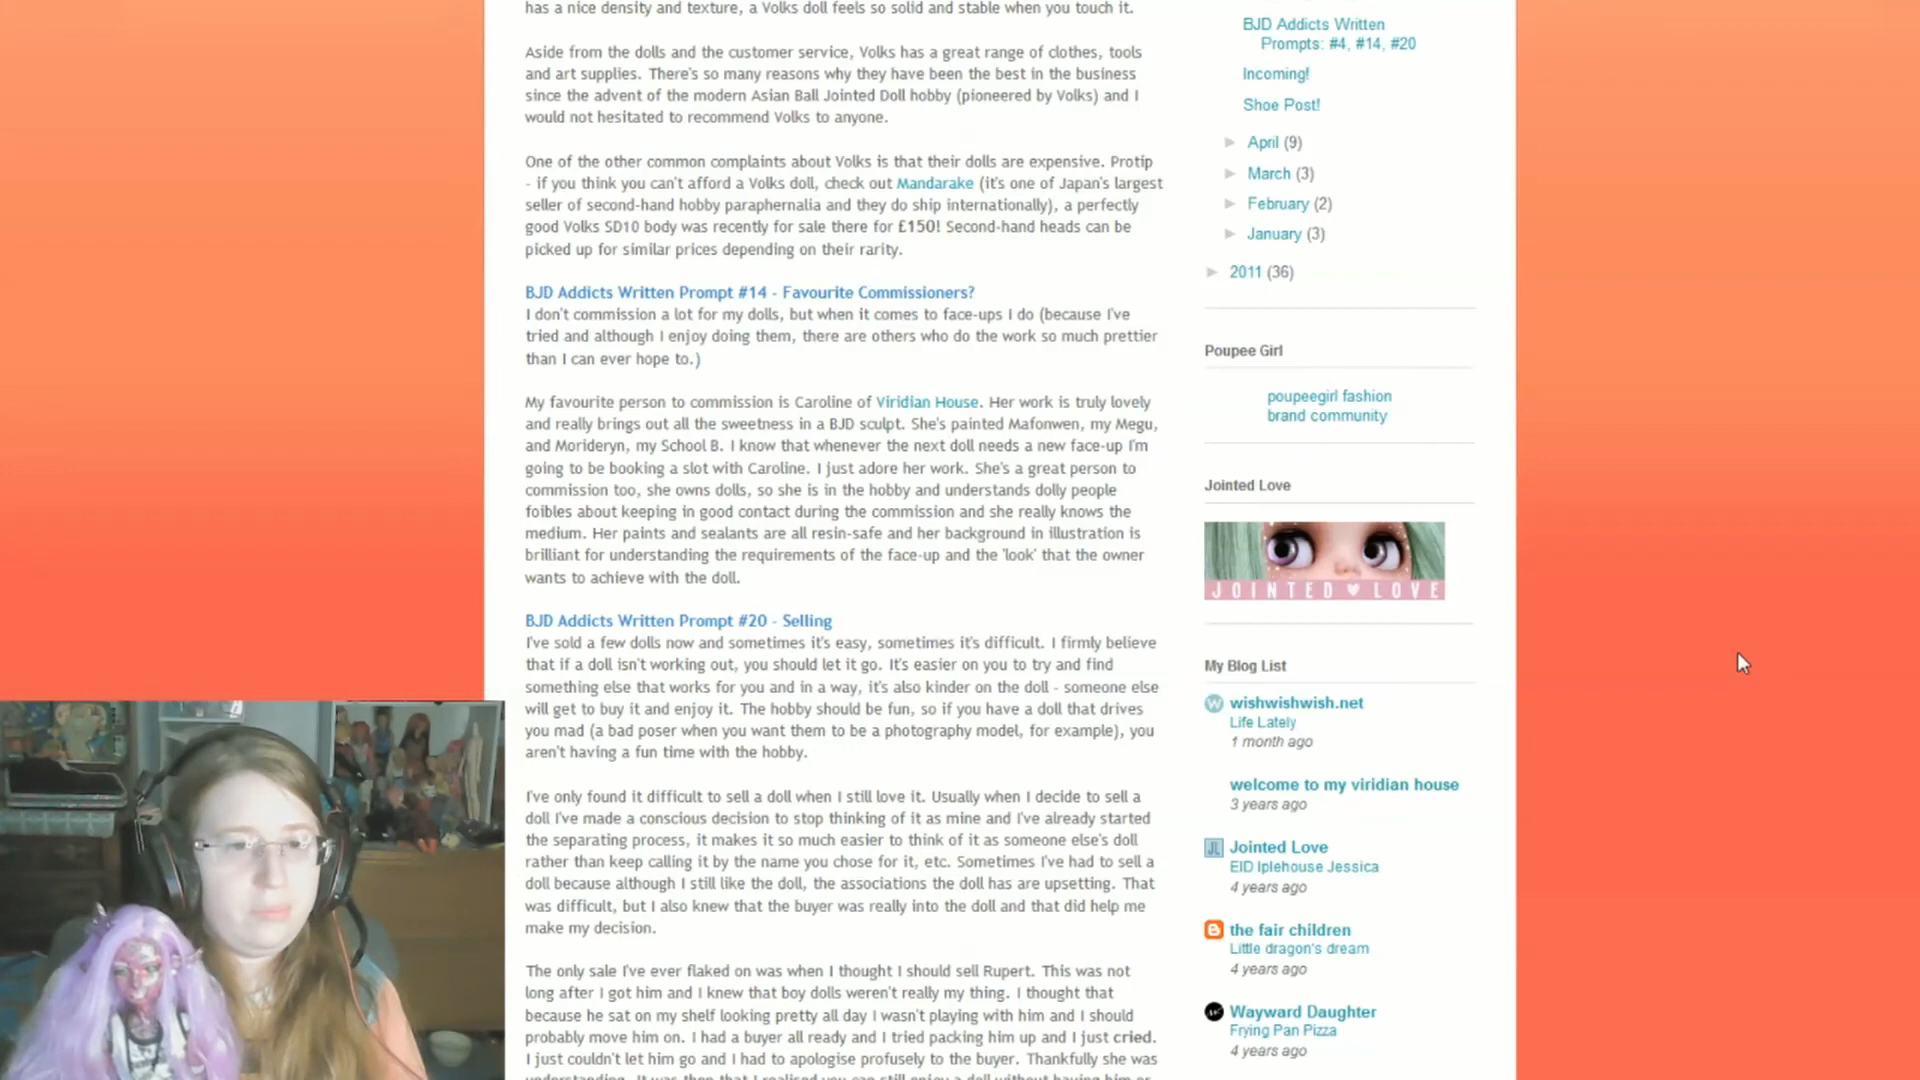 has a nice density and texture, a Volks doll feels so solid and stable when you touch it.
Aside from the dolls and the customer service, Volks has a great range of clothes, tools
and art supplies. There's so many reasons why they have been the best in the business
since the advent of the modern Asian Ball Jointed Doll hobby (pioneered by Volks) and I
would not hesitated to recommend Volks to anyone.
One of the other common complaints about Volks is that their dolls are expensive. Protip
- if you think you can't afford a Volks doll, check out Mandarake (it's one of Japan's largest
seller of second-hand hobby paraphernalia and they do ship internationally), a perfectly
good Volks SD10 body was recently for sale there for £150! Second-hand heads can be
picked up for similar prices depending on their rarity.
BJD Addicts Written Prompt #14 - Favourite Commissioners?
I don't commission a lot for my dolls, but when it comes to face-ups I do (because I've
tried and although I enjoy doing them, there are others who do the work so much prettier
than I can ever hope to.)
My favourite person to commission is Caroline of Viridian House. Her work is truly lovely
and really brings out all the sweetness in a BJD sculpt. She's painted Mafonwen, my Megu,
and Morideryn, my School B. I know that whenever the next doll needs a new face-up I'm
going to be booking a slot with Caroline. I just adore her work. She's a great person to
commission too, she owns dolls, so she is in the hobby and understands dolly people
foibles about keeping in good contact during the commission and she really knows the
medium. Her paints and sealants are all resin-safe and her background in illustration is
brilliant for understanding the requirements of the face-up and the 'look' that the owner
wants to achieve with the doll.
BJD Addicts Written Prompt #20 - Selling
I've sold a few dolls now and sometimes it's easy, sometimes it's difficult. I firmly believe
that if a doll isn't working out, you should let it go. It's easier on you to try and find
something else that works for you and in a way, it's also kinder on the doll - someone else
will get to buy it and enjoy it. The hobby should be fun, so if you have a doll that drives
you mad (a bad poser when you want them to be a photography model, for example), you
aren't having a fun time with the hobby.
I've only found it difficult to sell a doll when I still love it. Usually when I decide to sell a
doll I've made a conscious decision to stop thinking of it as mine and I've already started
the separating process, it makes it so much easier to think of it as someone else's doll
rather than keep calling it by the name you chose for it, etc. Sometimes I've had to sell a
doll because although I still like the doll, the associations the doll has are upsetting. That
was difficult, but I also knew that the buyer was really into the doll and that did help me
make my decision.
The only sale I've ever flaked on was when I thought I should sell Rupert. This was not
long after I got him and I knew that boy dolls weren't really my thing. I thought that
because he sat on my shelf looking pretty all day I wasn't playing with him and I should
probably move him on. I had a buyer all ready and I tried packing him up and I just cried.
I just couldn't let him go and I had to apologise profusely to the buyer. Thankfully she was
understanding. It was then that I realised you can still enjoy a doll without having him or
BJD Addicts Written
Prompts: #4, #14, #20
Incoming!
Shoe Post!
► April (9)
► March (3)
► February (2)
► January (3)
► 2011 (36)
Poupee Girl
poupeegirl fashion
brand community
Jointed Love
JOINTED ♥ LOVE
My Blog List
wishwishwish.net
Life Lately
1 month ago
welcome to my viridian house
3 years ago
Jointed Love
EID Iplehouse Jessica
4 years ago
the fair children
Little dragon's dream
4 years ago
Wayward Daughter
Frying Pan Pizza
4 years ago